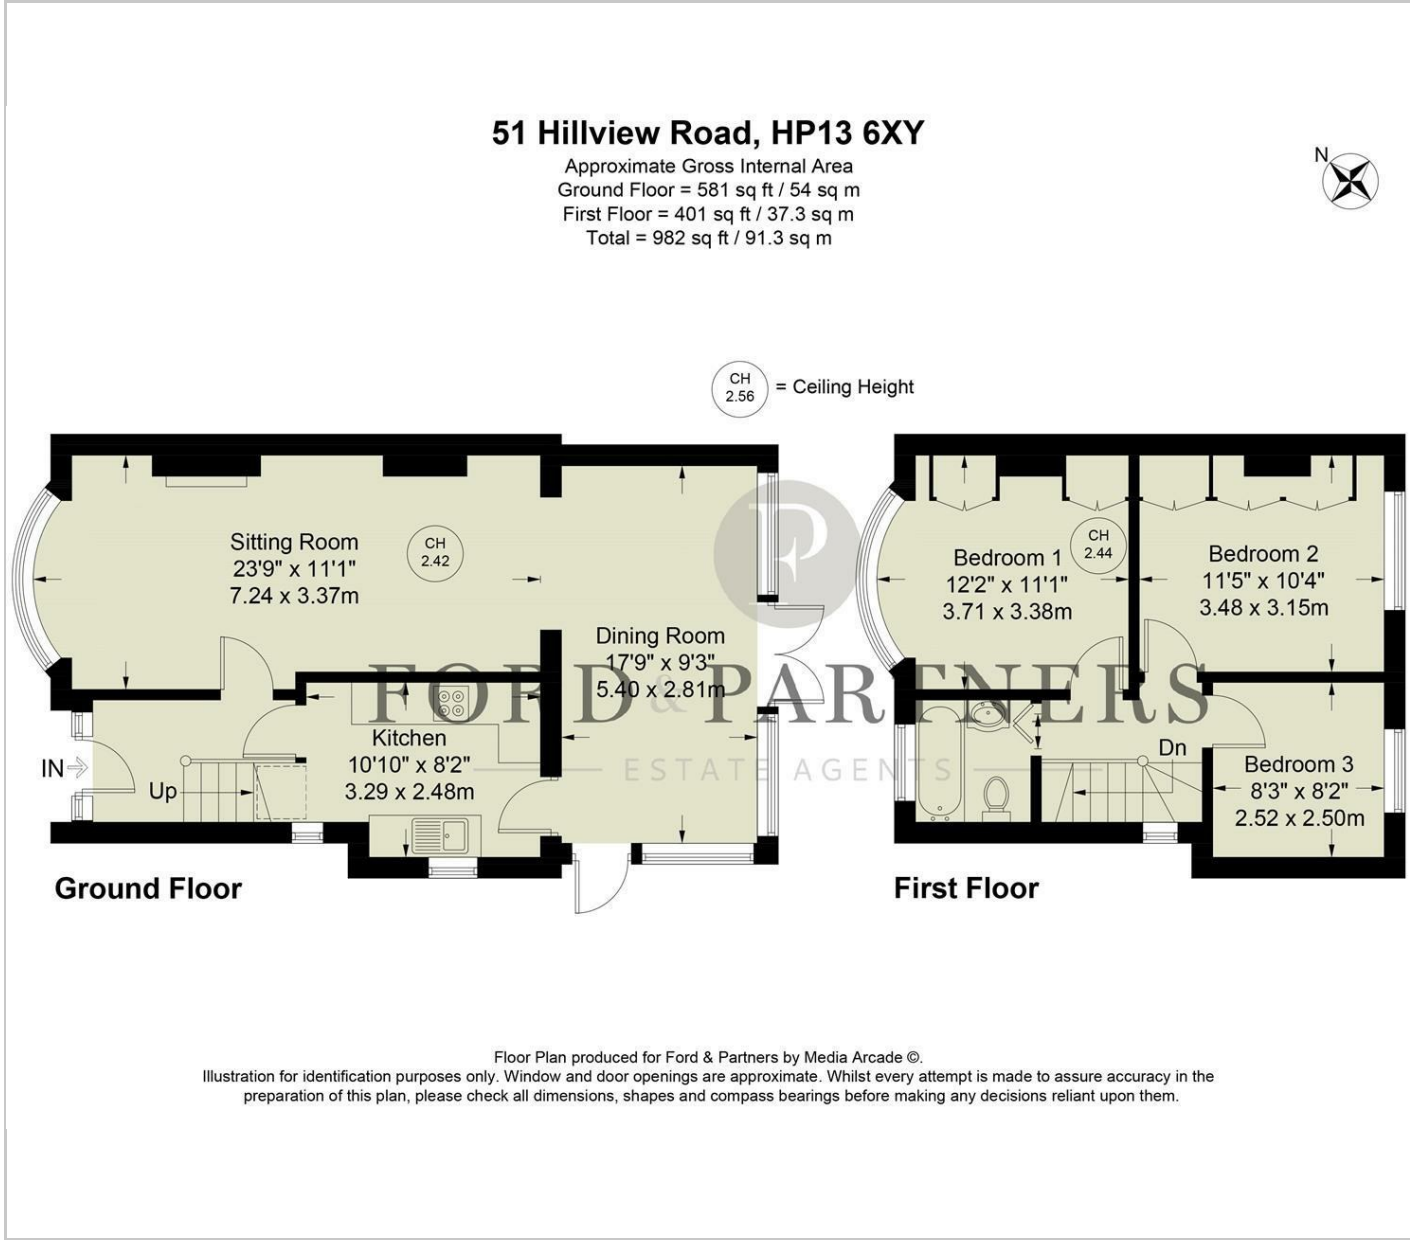 51 Hillview Road, HP13 6XY
Approximate Gross Internal Area
Ground Floor = 581 sq ft / 54 sq m
First Floor = 401 sq ft / 37.3 sq m
Total = 982 sq ft / 91.3 sq m
N
CH
2.56
= Ceiling Height
Sitting Room
23'9" x 11'1"
7.24 x 3.37m
CH
2.42
Dining Room
17'9" x 9'3"
5.40 x 2.81m
Kitchen
10'10" x 8'2"
3.29 x 2.48m
IN
Up
Ground Floor
Bedroom 1
12'2" x 11'1"
3.71 x 3.38m
CH
2.44
Bedroom 2
11'5" x 10'4"
3.48 x 3.15m
Dn
Bedroom 3
8'3" x 8'2"
2.52 x 2.50m
First Floor
F
FORD & PARTNERS
ESTATE AGENTS
Floor Plan produced for Ford & Partners by Media Arcade ©.
Illustration for identification purposes only. Window and door openings are approximate. Whilst every attempt is made to assure accuracy in the
preparation of this plan, please check all dimensions, shapes and compass bearings before making any decisions reliant upon them.